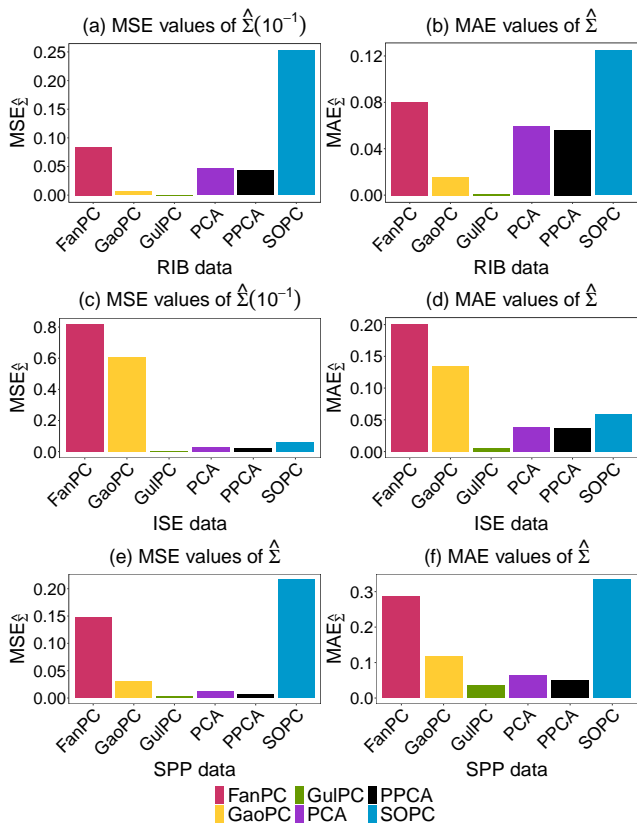 (a) MSE values of Σ̂(10⁻¹)
MSE_Σ̂
0.25
0.20
0.15
0.10
0.05
0.00
FanPC
GaoPC
GulPC
PCA
PPCA
SOPC
RIB data
(b) MAE values of Σ̂
MAE_Σ̂
0.12
0.08
0.04
0.00
FanPC
GaoPC
GulPC
PCA
PPCA
SOPC
RIB data
(c) MSE values of Σ̂(10⁻¹)
MSE_Σ̂
0.8
0.6
0.4
0.2
0.0
FanPC
GaoPC
GulPC
PCA
PPCA
SOPC
ISE data
(d) MAE values of Σ̂
MAE_Σ̂
0.20
0.15
0.10
0.05
0.00
FanPC
GaoPC
GulPC
PCA
PPCA
SOPC
ISE data
(e) MSE values of Σ̂
MSE_Σ̂
0.20
0.15
0.10
0.05
0.00
FanPC
GaoPC
GulPC
PCA
PPCA
SOPC
SPP data
(f) MAE values of Σ̂
MAE_Σ̂
0.3
0.2
0.1
0.0
FanPC
GaoPC
GulPC
PCA
PPCA
SOPC
SPP data
FanPC GulPC PPCA
GaoPC PCA SOPC